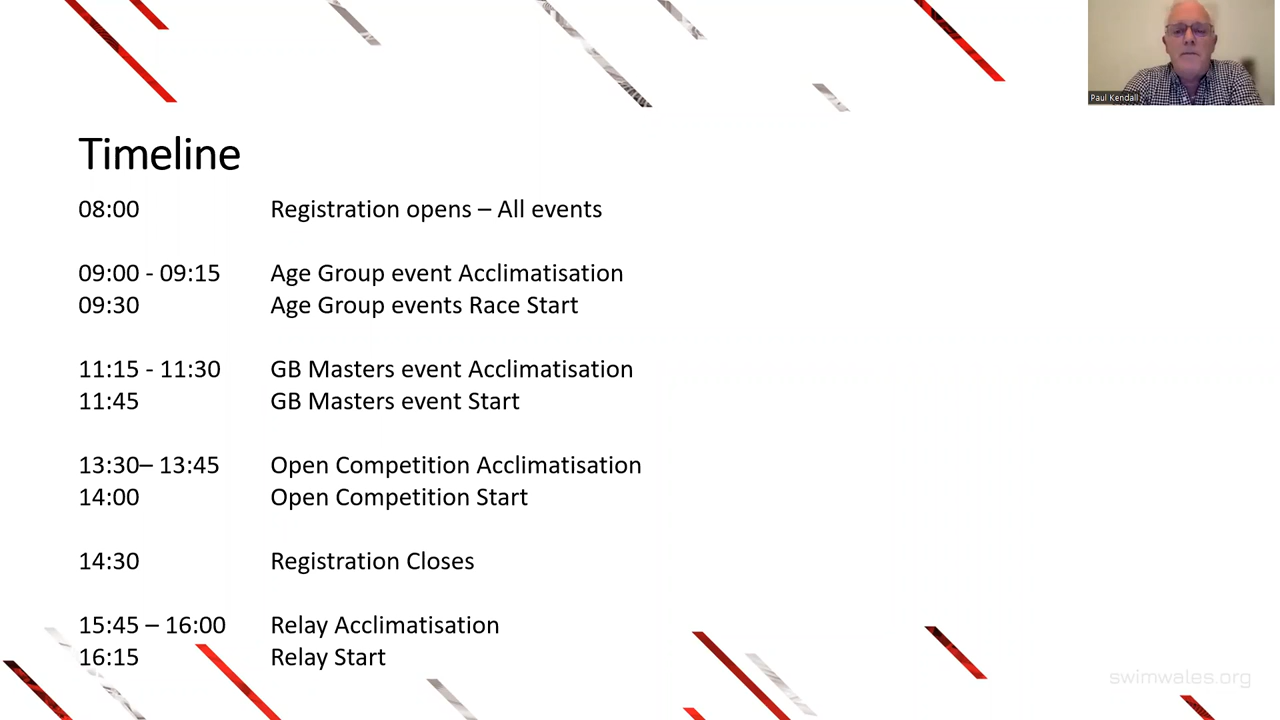 Paul Kendall
Timeline
08:00 Registration opens – All events
09:00 - 09:15 Age Group event Acclimatisation
09:30 Age Group events Race Start
11:15 - 11:30 GB Masters event Acclimatisation
11:45 GB Masters event Start
13:30– 13:45 Open Competition Acclimatisation
14:00 Open Competition Start
14:30 Registration Closes
15:45 – 16:00 Relay Acclimatisation
16:15 Relay Start
swimwales.org